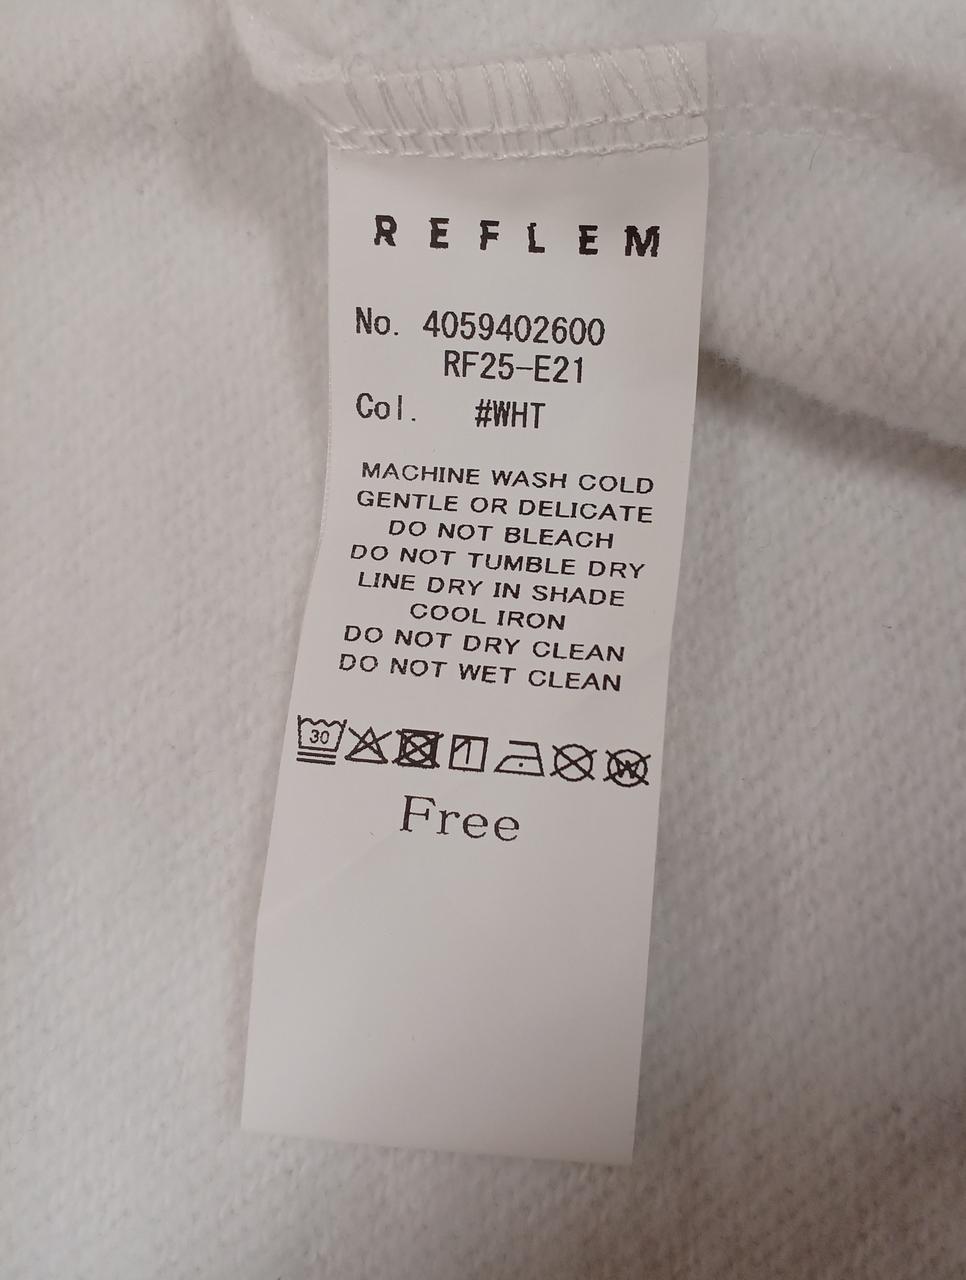 REFLEM
No. 4059402600
RF25-E21
Col. #WHT
MACHINE WASH COLD
GENTLE OR DELICATE
DO NOT BLEACH
DO NOT TUMBLE DRY
LINE DRY IN SHADE
COOL IRON
DO NOT DRY CLEAN
DO NOT WET CLEAN
30 W
Free